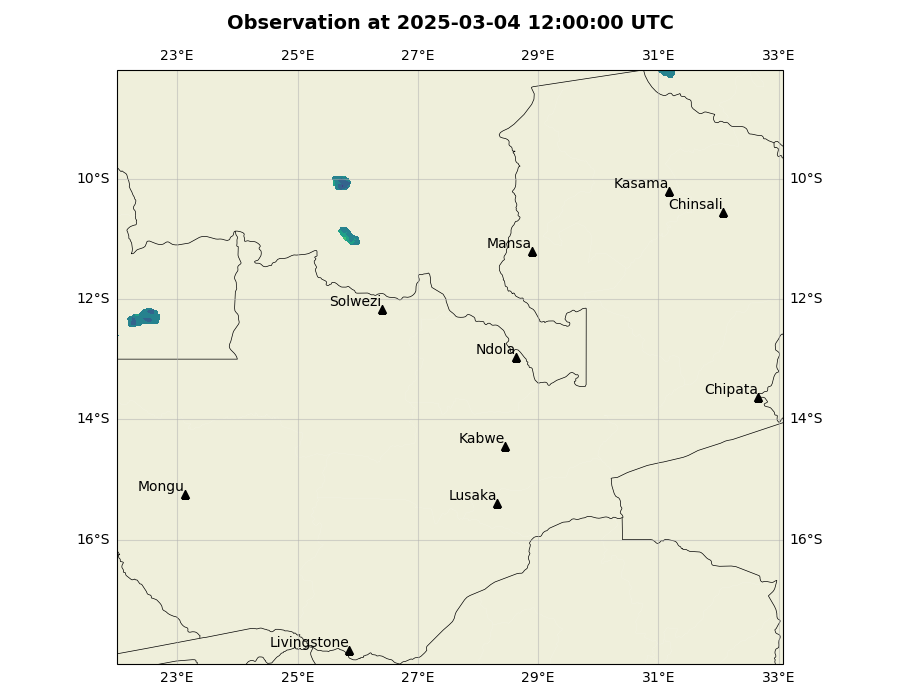 Observation at 2025-03-04 12:00:00 UTC
23°E 25°E 27°E 29°E 31°E 33°E
10°S 10°S
Kasama
Chinsali
Mansa
12°S 12°S
Solwezi
Ndola
Chipata
14°S 14°S
Kabwe
Mongu
Lusaka
16°S 16°S
Livingstone
23°E 25°E 27°E 29°E 31°E 33°E